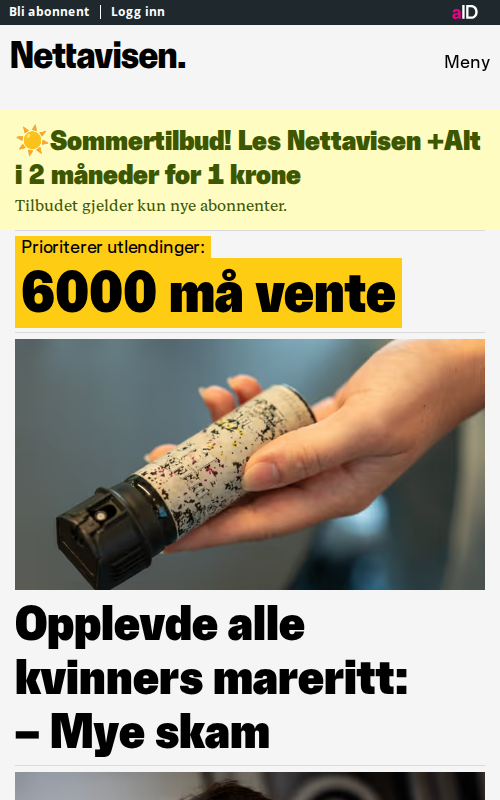 Bli abonnent
Logg inn
aID
Nettavisen.
Meny
Sommertilbud! Les Nettavisen +Alt
i 2 måneder for 1 krone
Tilbudet gjelder kun nye abonnenter.
Prioriterer utlendinger:
6000 må vente
Opplevde alle
kvinners mareritt:
– Mye skam